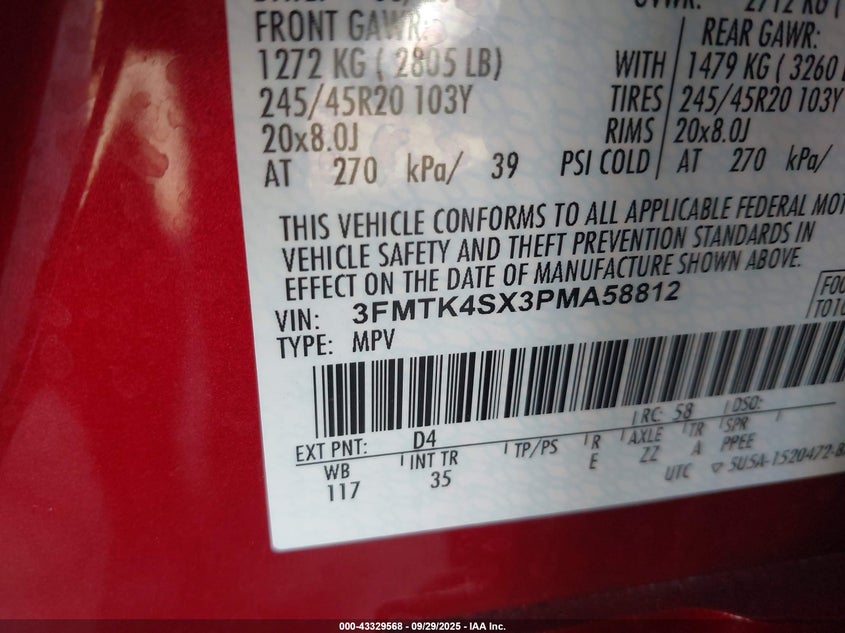 FRONT GAWR: REAR GAWR:
1272 KG ( 2805 LB) WITH 1479 KG ( 3260
245/45R20 103Y TIRES 245/45R20 103Y
20x8.0J RIMS 20x8.0J
AT 270 kPa/ 39 PSI COLD AT 270 kPa/
THIS VEHICLE CONFORMS TO ALL APPLICABLE FEDERAL MOT
VEHICLE SAFETY AND THEFT PREVENTION STANDARDS IN
EFFECT ON THE DATE OF MANUFACTURE SHOWN ABOVE.
VIN: 3FMTK4SX3PMA58812
TYPE: MPV
RC: 58 DSO:
EXT PNT: D4
WB INT TR TP/PS R AXLE TR SPR
117 35 E ZZ A PPEE
UTC ▽ 5U5A-1520472-B
000-43329568 - 09/29/2025 - IAA Inc.